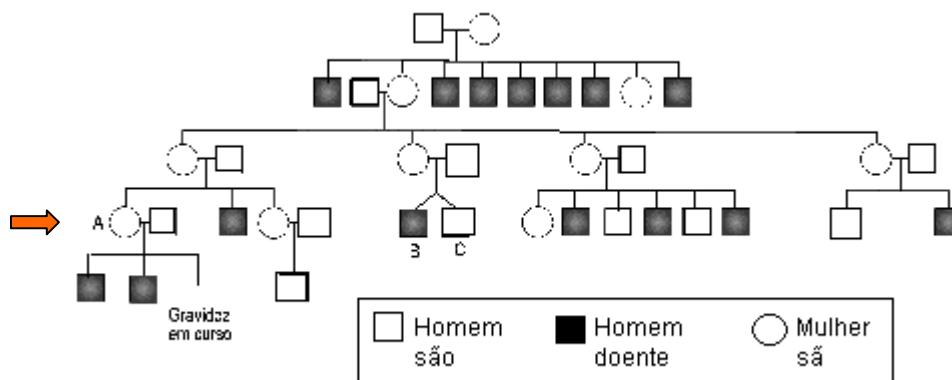 A
B C
Gravidez
em curso
Homem
são
Homem
doente
Mulher
sã